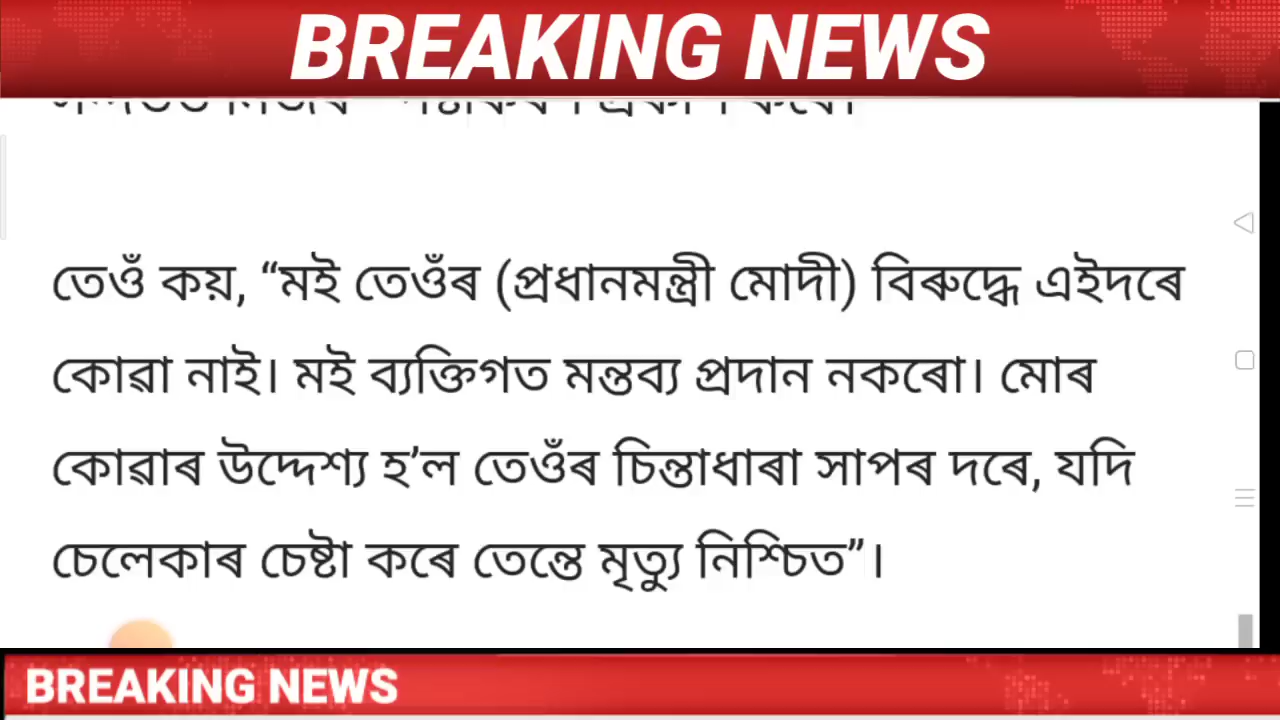 BREAKING NEWS
তেওঁ কয়, “মই তেওঁৰ (প্ৰধানমন্ত্ৰী মোদী) বিৰুদ্ধে এইদৰে
কোৱা নাই। মই ব্যক্তিগত মন্তব্য প্ৰদান নকৰো। মোৰ
কোৱাৰ উদ্দেশ্য হ’ল তেওঁৰ চিন্তাধাৰা সাপৰ দৰে, যদি
চেলেকাৰ চেষ্টা কৰে তেন্তে মৃত্যু নিশ্চিত”।
BREAKING NEWS